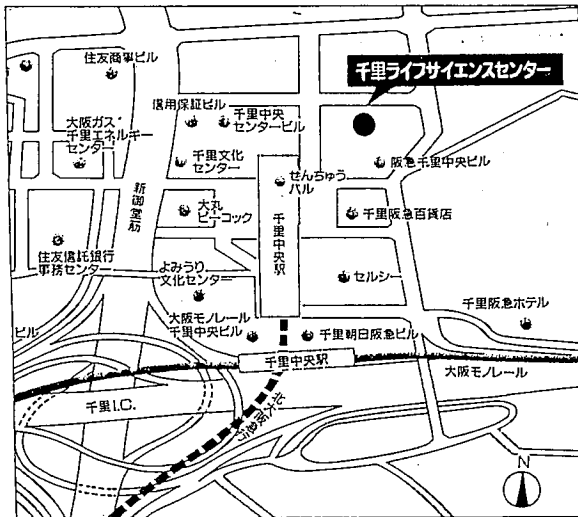 住友商事ビル
千里ライフサイエンスセンター
信用保証ビル
千里中央
センタービル
大阪ガス
千里エネルギー
センター
千里文化
センター
阪急千里中央ビル
せんちゅう
パル
新御堂筋
大丸
ピーコック
千里阪急百貨店
千里中央駅
住友信託銀行
事務センター
よみうり
文化センター
セルシー
千里阪急ホテル
大阪モノレール
千里中央ビル
千里朝日阪急ビル
ビル
千里中央駅
大阪モノレール
千里I.C.
北大阪急行
N